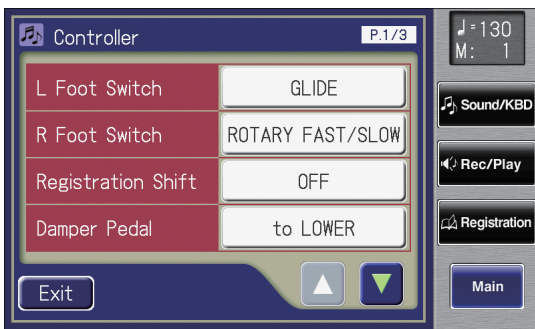 Controller P.1/3
L Foot Switch GLIDE
R Foot Switch ROTARY FAST/SLOW
Registration Shift OFF
Damper Pedal to LOWER
Exit
♩=130
M: 1
Sound/KBD
Rec/Play
Registration
Main